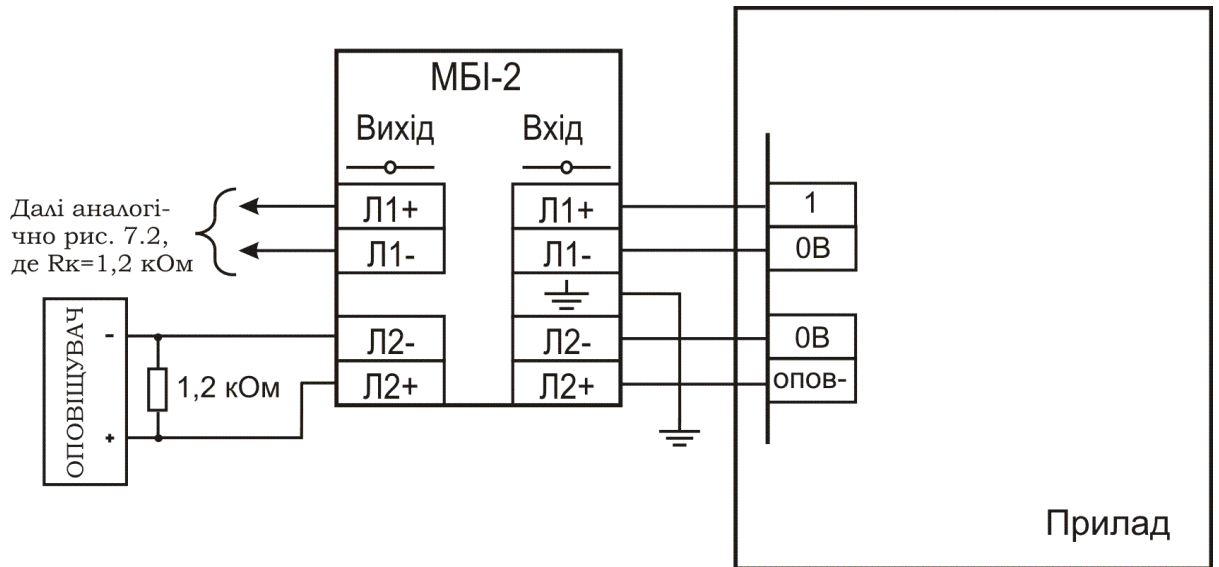 МБІ-2
Вихід
Вхід
Л1+
Л1+
1
Л1-
Л1-
0В
Далі аналогі-
чно рис. 7.2,
де Rк=1,2 кОм
Л2-
Л2-
0В
Л2+
Л2+
опов-
ОПОВІЩУВАЧ
-
+
1,2 кОм
Прилад